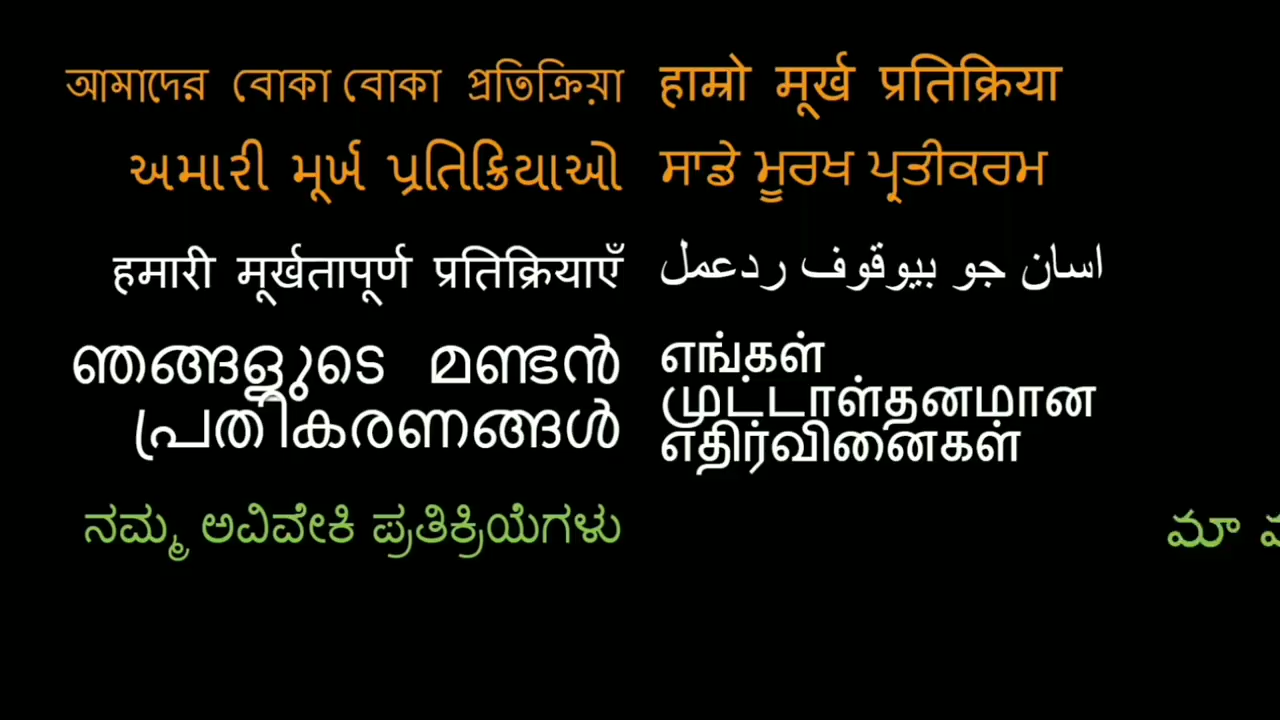 আমাদের বোকা বোকা প্রতিক্রিয়া
हाम्रो मूर्ख प्रतिक्रिया
અમારી મૂર્ખ પ્રતિક્રિયાઓ
ਸਾਡੇ ਮੂਰਖ ਪ੍ਰਤੀਕਰਮ
हमारी मूर्खतापूर्ण प्रतिक्रियाएँ
اسان جو بيوقوف ردعمل
ഞങ്ങളുടെ മണ്ടൻ
പ്രതികരണങ്ങൾ
எங்கள்
முட்டாள்தனமான
எதிர்வினைகள்
ನಮ್ಮ ಅವಿವೇಕಿ ಪ್ರತಿಕ್ರಿಯೆಗಳು
మా